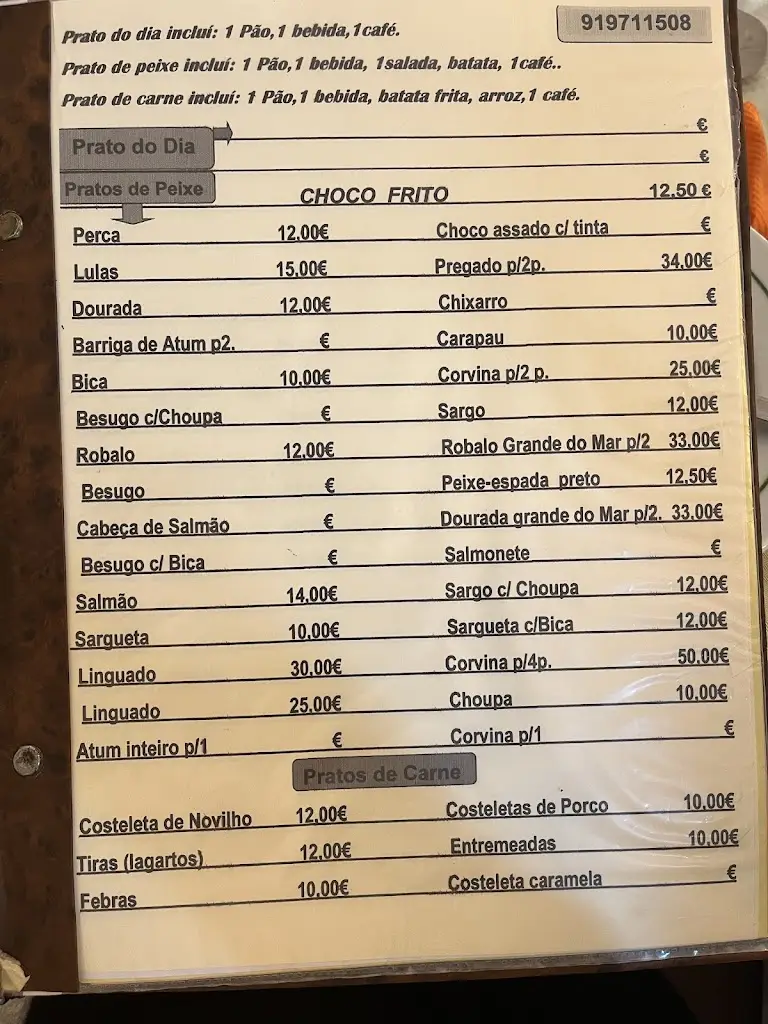 919711508
Prato do dia incluí: 1 Pão,1 bebida,1café.
Prato de peixe incluí: 1 Pão,1 bebida, 1salada, batata, 1café..
Prato de carne incluí: 1 Pão,1 bebida, batata frita, arroz,1 café.
Prato do Dia €
€
Pratos de Peixe CHOCO FRITO 12.50 €
Perca 12.00€ Choco assado c/ tinta €
Lulas 15.00€ Pregado p/2p. 34.00€
Dourada 12.00€ Chixarro €
Barriga de Atum p2. € Carapau 10.00€
Bica 10.00€ Corvina p/2 p. 25.00€
Besugo c/Choupa € Sargo 12.00€
Robalo 12.00€ Robalo Grande do Mar p/2 33.00€
Besugo € Peixe-espada preto 12.50€
Cabeça de Salmão € Dourada grande do Mar p/2. 33.00€
Besugo c/ Bica € Salmonete €
Salmão 14.00€ Sargo c/ Choupa 12.00€
Sargueta 10.00€ Sargueta c/Bica 12.00€
Linguado 30.00€ Corvina p/4p. 50.00€
Linguado 25.00€ Choupa 10.00€
Atum inteiro p/1 € Corvina p/1 €
Pratos de Carne
Costeleta de Novilho 12.00€ Costeletas de Porco 10.00€
Tiras (lagartos) 12.00€ Entremeadas 10.00€
Febras 10.00€ Costeleta caramela €